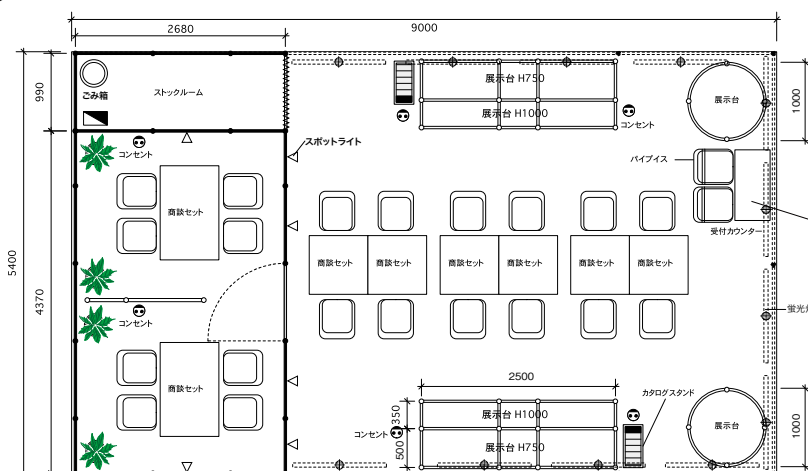 2680
9000
990
ごみ箱
ストックルーム
展示台 H750
展示台 H1000
コンセント
展示台
1000
コンセント
スポットライト
パイプイス
商談セット
受付カウンター
5400
4370
商談セット
商談セット
商談セット
商談セット
商談セット
商談セット
コンセント
蛍光灯
商談セット
2500
カタログスタンド
350
展示台 H1000
コンセント
500
展示台 H750
展示台
1000